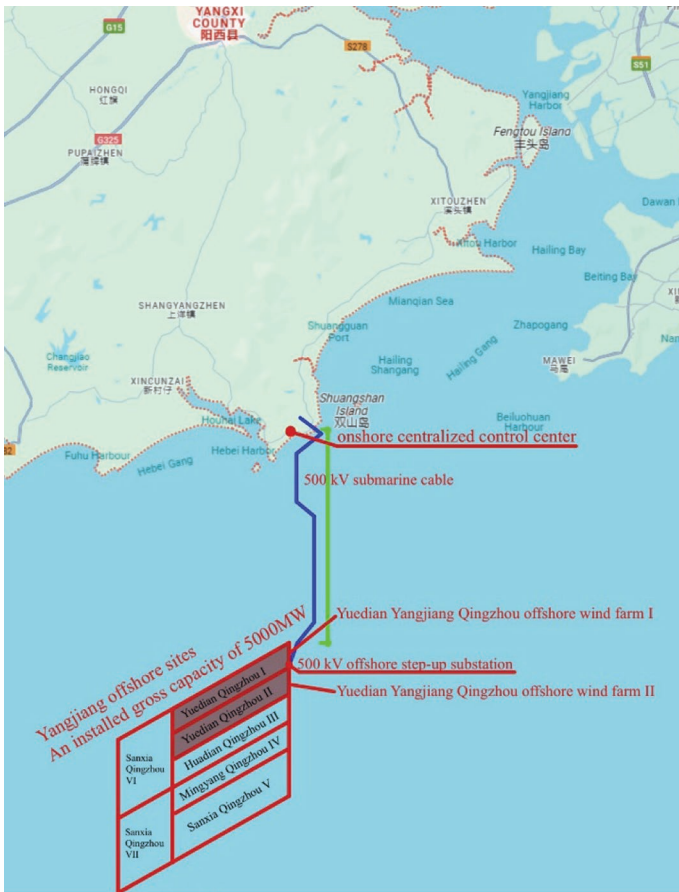 YANGXI
COUNTY
阳西县
G15
S278
S51
HONGQI
红旗
Yangjiang
Harbor
G325
Fengtou Island
丰头岛
PUPAIZHEN
XITOUZHEN
溪头镇
Dawan
Xitou Harbor
Hailing Bay
Beiting Bay
Mianqian Sea
SHANGYANGZHEN
上洋镇
Shuangguan
Port
Zhapogang
Changjiao
Reservoir
Hailing
Shangang
Hailing Gang
MAWEI
马尾
XINCUNZAI
新村仔
Shuangshan
Island
双山岛
Beiluohuan
Harbour
Houhai Lake
onshore centralized control center
Fuhu Harbour
Hebei Gang
Hebei Harbor
500 kV submarine cable
Yuedian Yangjiang Qingzhou offshore wind farm I
Yangjiang offshore sites
An installed gross capacity of 5000MW
500 kV offshore step-up substation
Yuedian Yangjiang Qingzhou offshore wind farm II
Yuedian Qingzhou I
Yuedian Qingzhou II
Huadian Qingzhou III
Mingyang Qingzhou IV
Sanxia Qingzhou V
Sanxia
Qingzhou
VI
Sanxia
Qingzhou
VII